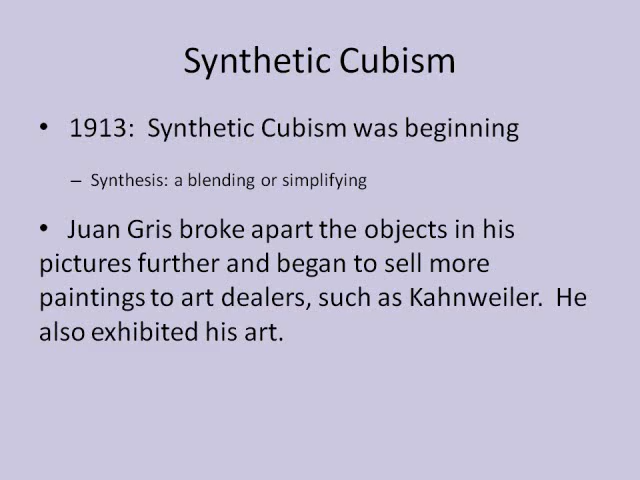 Synthetic Cubism
• 1913:  Synthetic Cubism was beginning
– Synthesis: a blending or simplifying
• Juan Gris broke apart the objects in his
pictures further and began to sell more
paintings to art dealers, such as Kahnweiler.  He
also exhibited his art.